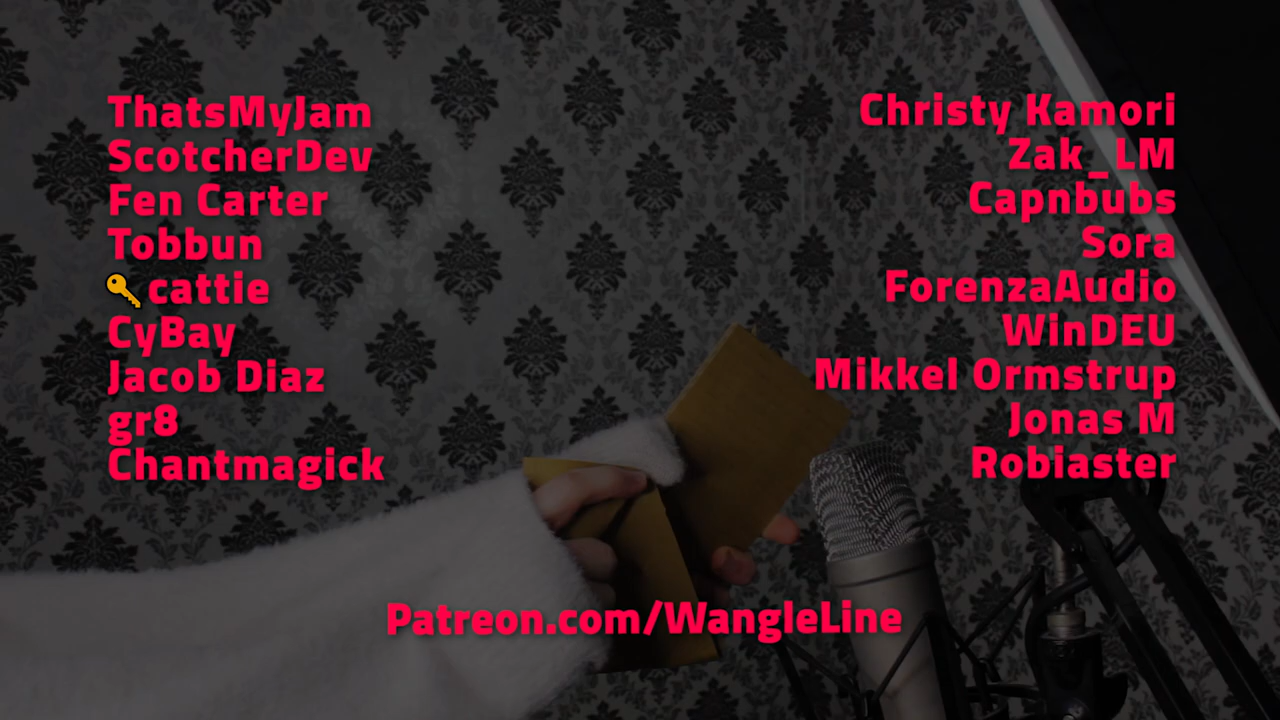 ThatsMyJam
ScotcherDev
Fen Carter
Tobbun
🔑cattie
CyBay
Jacob Diaz
gr8
Chantmagick
Christy Kamori
Zak_LM
Capnbubs
Sora
ForenzaAudio
WinDEU
Mikkel Ormstrup
Jonas M
Robiaster
Patreon.com/WangleLine